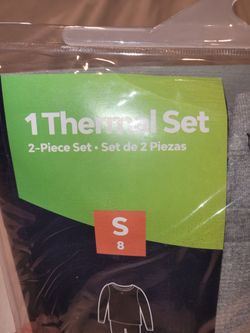 1 Thermal Set
2-Piece Set • Set de 2 Piezas
S
8